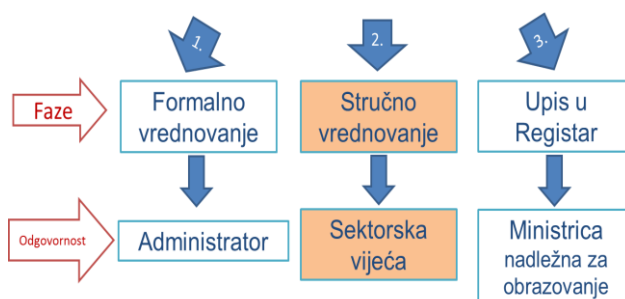 1.
2.
3.
Faze
Formalno
vrednovanje
Stručno
vrednovanje
Upis u
Registar
Odgovornost
Administrator
Sektorska
vijeća
Ministrica
nadležna za
obrazovanje